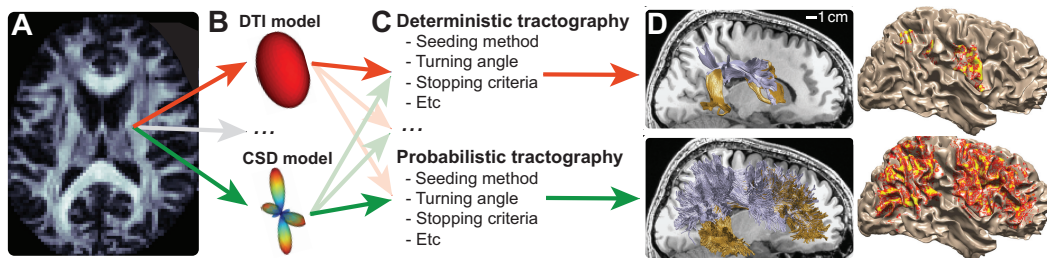 A
B
C
D
DTI model
...
CSD model
Deterministic tractography
- Seeding method
- Turning angle
- Stopping criteria
- Etc
...
Probabilistic tractography
- Seeding method
- Turning angle
- Stopping criteria
- Etc
1 cm